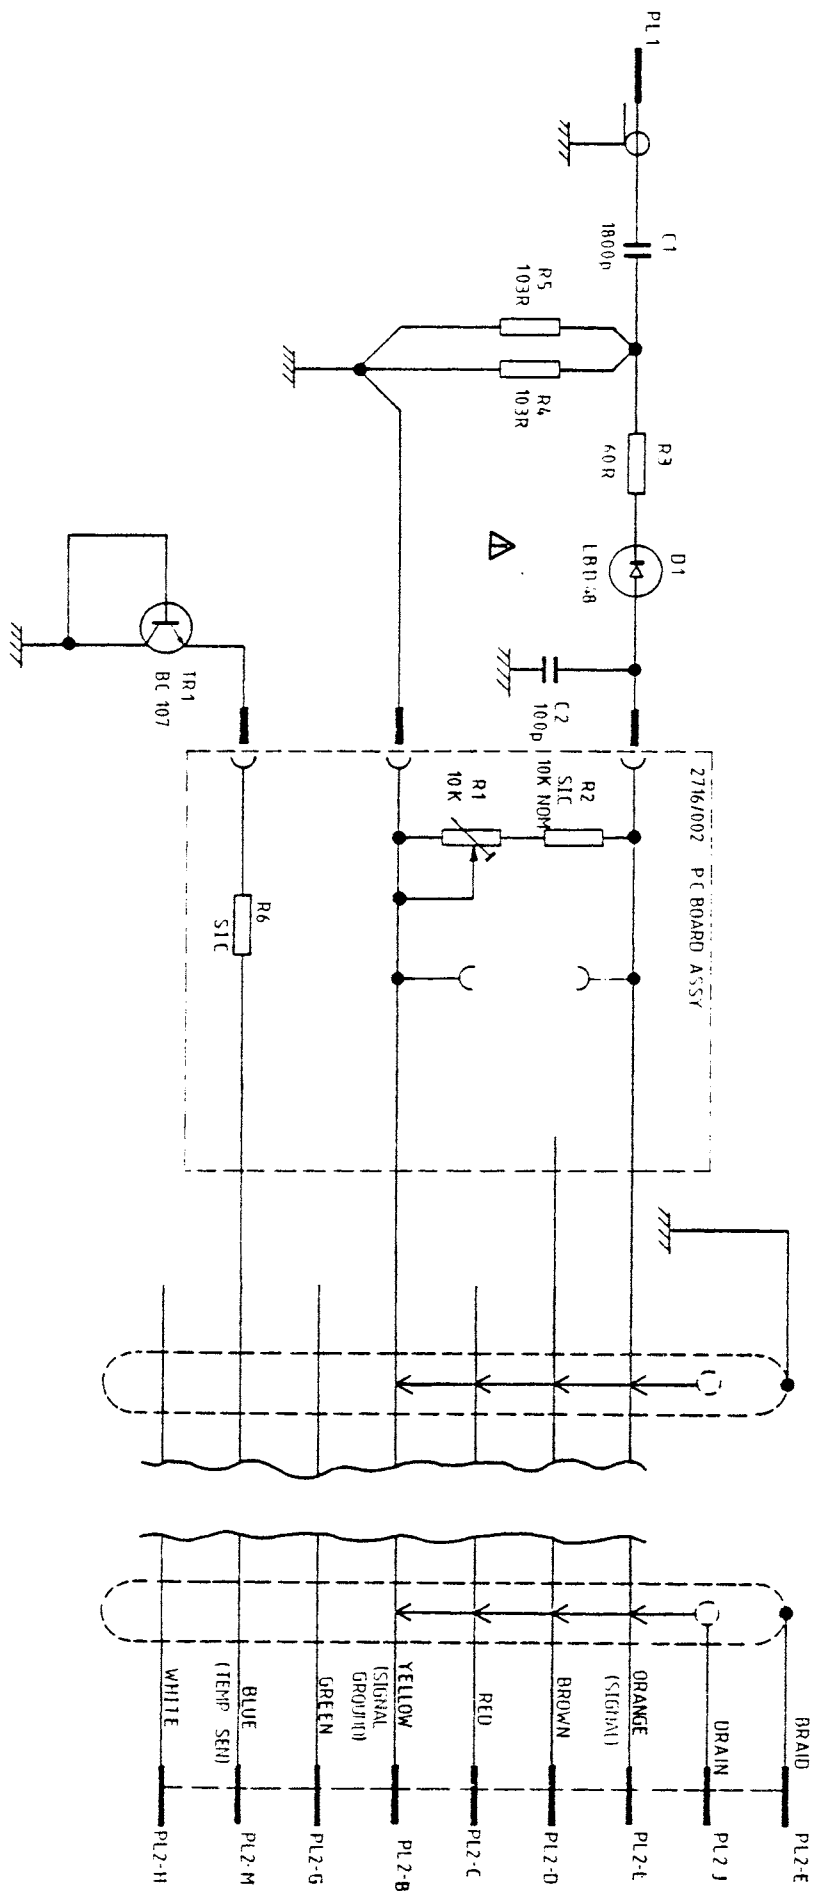 PL1
C1
1800p
R5
103R
R4
103R
R3
60R
D1
TR1
BC 107
C2
100p
2716/002 PC BOARD ASSY
R2
SIC
10K NOM
R1
10K
R6
SIC
BRAID
PL2-E
DRAIN
PL2 J
ORANGE
(SIGNAL)
BROWN
PL2-D
RED
PL2-C
YELLOW
(SIGNAL
GROUND)
PL2-B
GREEN
PL2-G
BLUE
(TEMP SEN)
PL2-M
WHITE
PL2-H